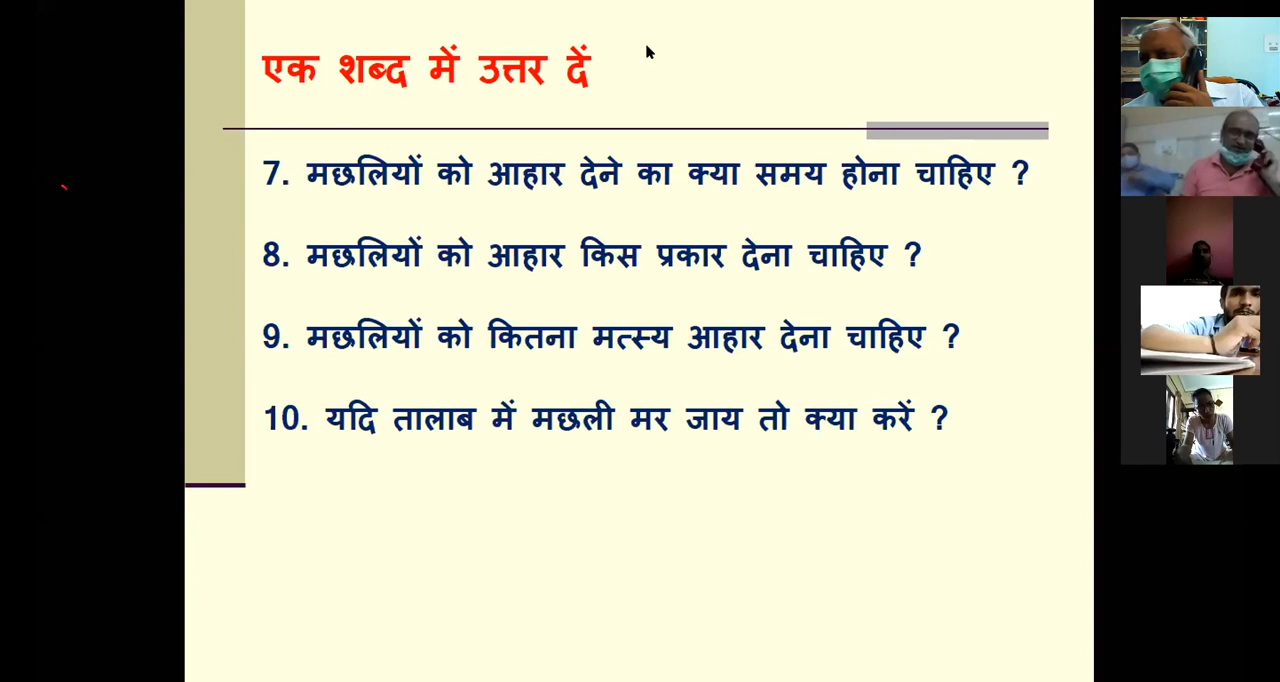 एक शब्द में उत्तर दें
7. मछलियों को आहार देने का क्या समय होना चाहिए ?
8. मछलियों को आहार किस प्रकार देना चाहिए ?
9. मछलियों को कितना मत्स्य आहार देना चाहिए ?
10. यदि तालाब में मछली मर जाय तो क्या करें ?